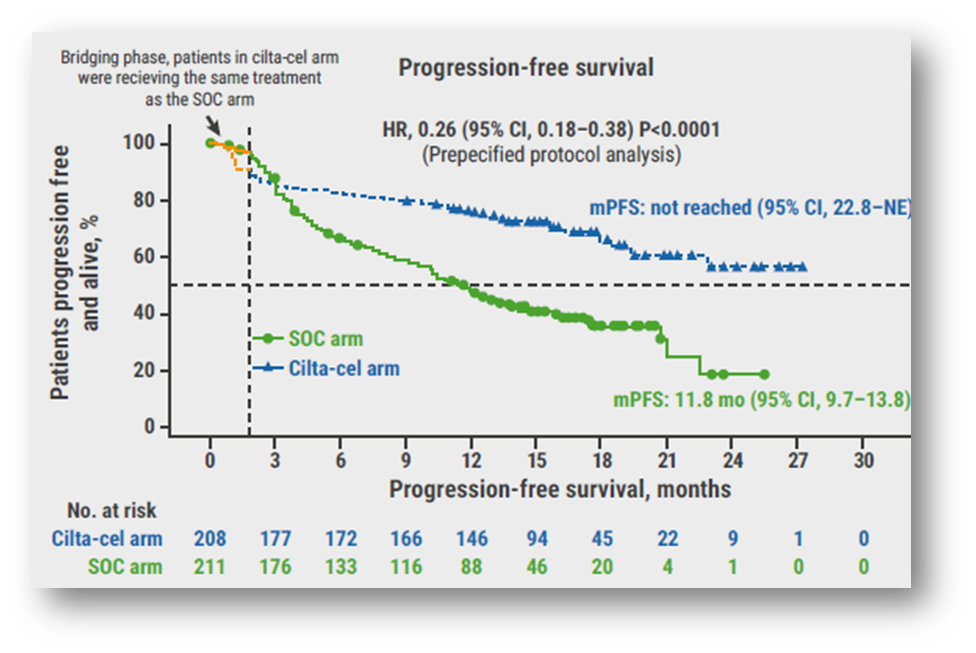 Bridging phase, patients in cilta-cel arm
were recieving the same treatment
as the SOC arm
Progression-free survival
HR, 0.26 (95% CI, 0.18–0.38) P<0.0001
(Prepecified protocol analysis)
Patients progression free
and alive, %
100
80
60
40
20
0
mPFS: not reached (95% CI, 22.8–NE)
SOC arm
Cilta-cel arm
mPFS: 11.8 mo (95% CI, 9.7–13.8)
0 3 6 9 12 15 18 21 24 27 30
Progression-free survival, months
No. at risk
Cilta-cel arm 208 177 172 166 146 94 45 22 9 1 0
SOC arm 211 176 133 116 88 46 20 4 1 0 0